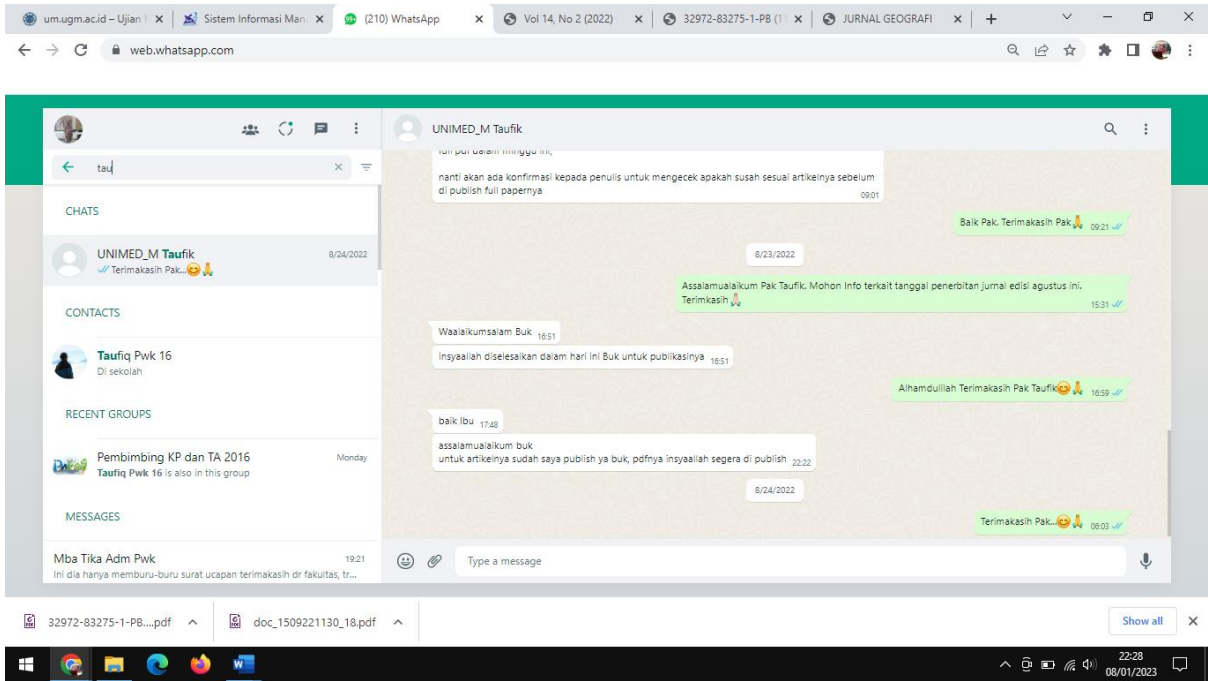 um.ugm.ac.id – Ujian
Sistem Informasi Man
(210) WhatsApp
Vol 14, No 2 (2022)
32972-83275-1-PB (1
JURNAL GEOGRAFI
web.whatsapp.com
tau
CHATS
UNIMED_M Taufik
8/24/2022
Terimakasih Pak...😊🙏
CONTACTS
Taufiq Pwk 16
Di sekolah
RECENT GROUPS
Pembimbing KP dan TA 2016
Monday
Taufiq Pwk 16 is also in this group
MESSAGES
Mba Tika Adm Pwk
19:21
Ini dia hanya memburu-buru surat ucapan terimakasih dr fakultas, tr...
UNIMED_M Taufik
full pdf dalam minggu ini,
nanti akan ada konfirmasi kepada penulis untuk mengecek apakah susah sesuai artikelnya sebelum
di publish full papernya
09:01
Baik Pak. Terimakasih Pak🙏 09:21
8/23/2022
Assalamualaikum Pak Taufik. Mohon Info terkait tanggal penerbitan jurnal edisi agustus ini.
Terimkasih🙏
15:31
Waalaikumsalam Buk 16:51
insyaallah diselesaikan dalam hari ini Buk untuk publikasinya 16:51
Alhamdulliah Terimakasih Pak Taufik😊🙏 16:59
baik Ibu 17:48
assalamualaikum buk
untuk artikelnya sudah saya publish ya buk, pdfnya insyaallah segera di publish 22:22
8/24/2022
Terimakasih Pak...😊🙏 06:03
Type a message
32972-83275-1-PB....pdf
doc_1509221130_18.pdf
Show all
22:28
08/01/2023